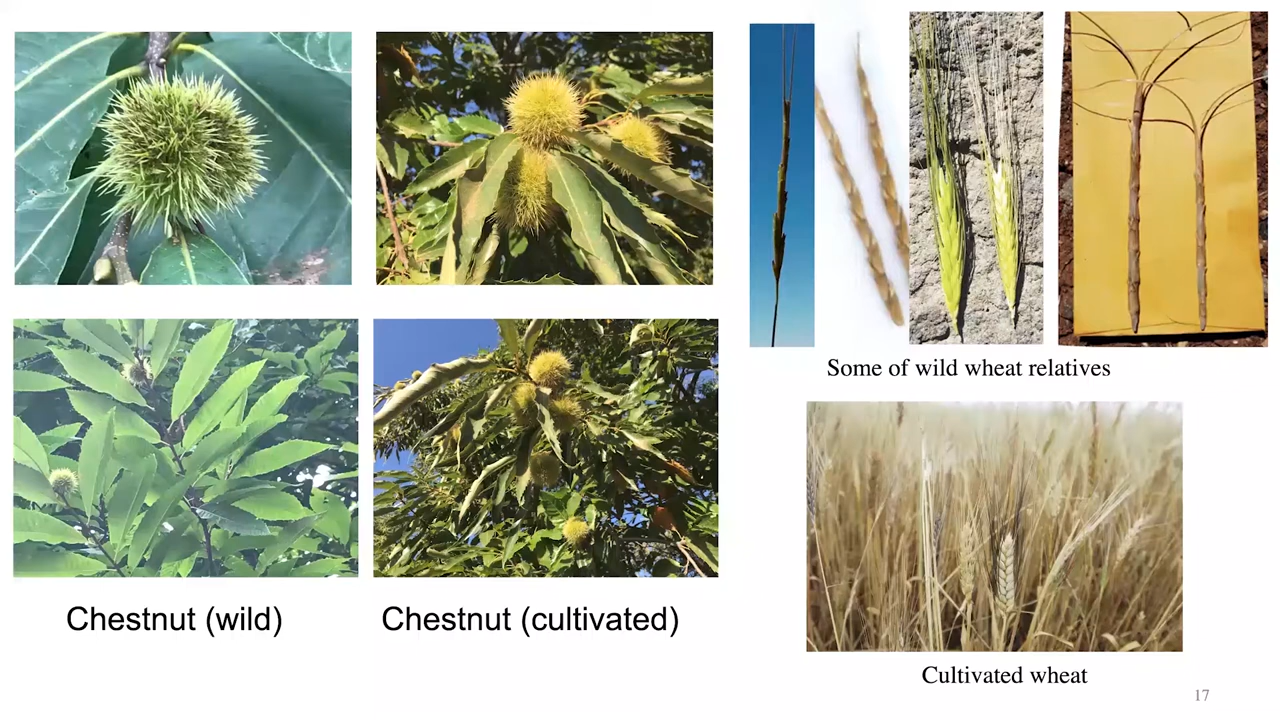 Chestnut (wild)
Chestnut (cultivated)
Some of wild wheat relatives
Cultivated wheat
17